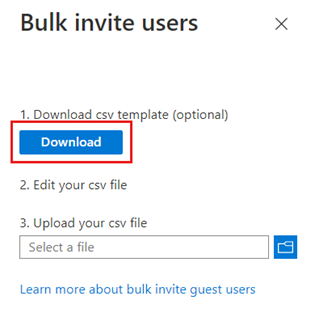 Bulk invite users
1. Download csv template (optional)
Download
2. Edit your csv file
3. Upload your csv file
Select a file
Learn more about bulk invite guest users